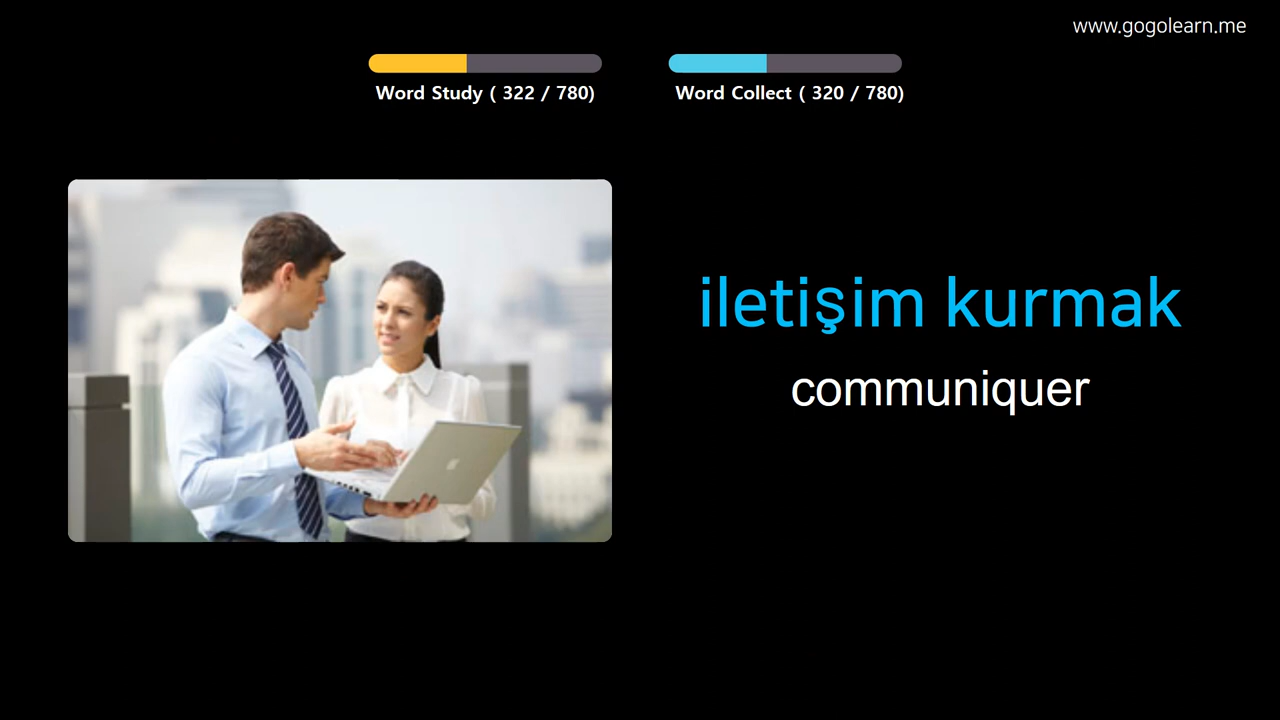 www.gogolearn.me
Word Study ( 322 / 780)
Word Collect ( 320 / 780)
iletişim kurmak
communiquer